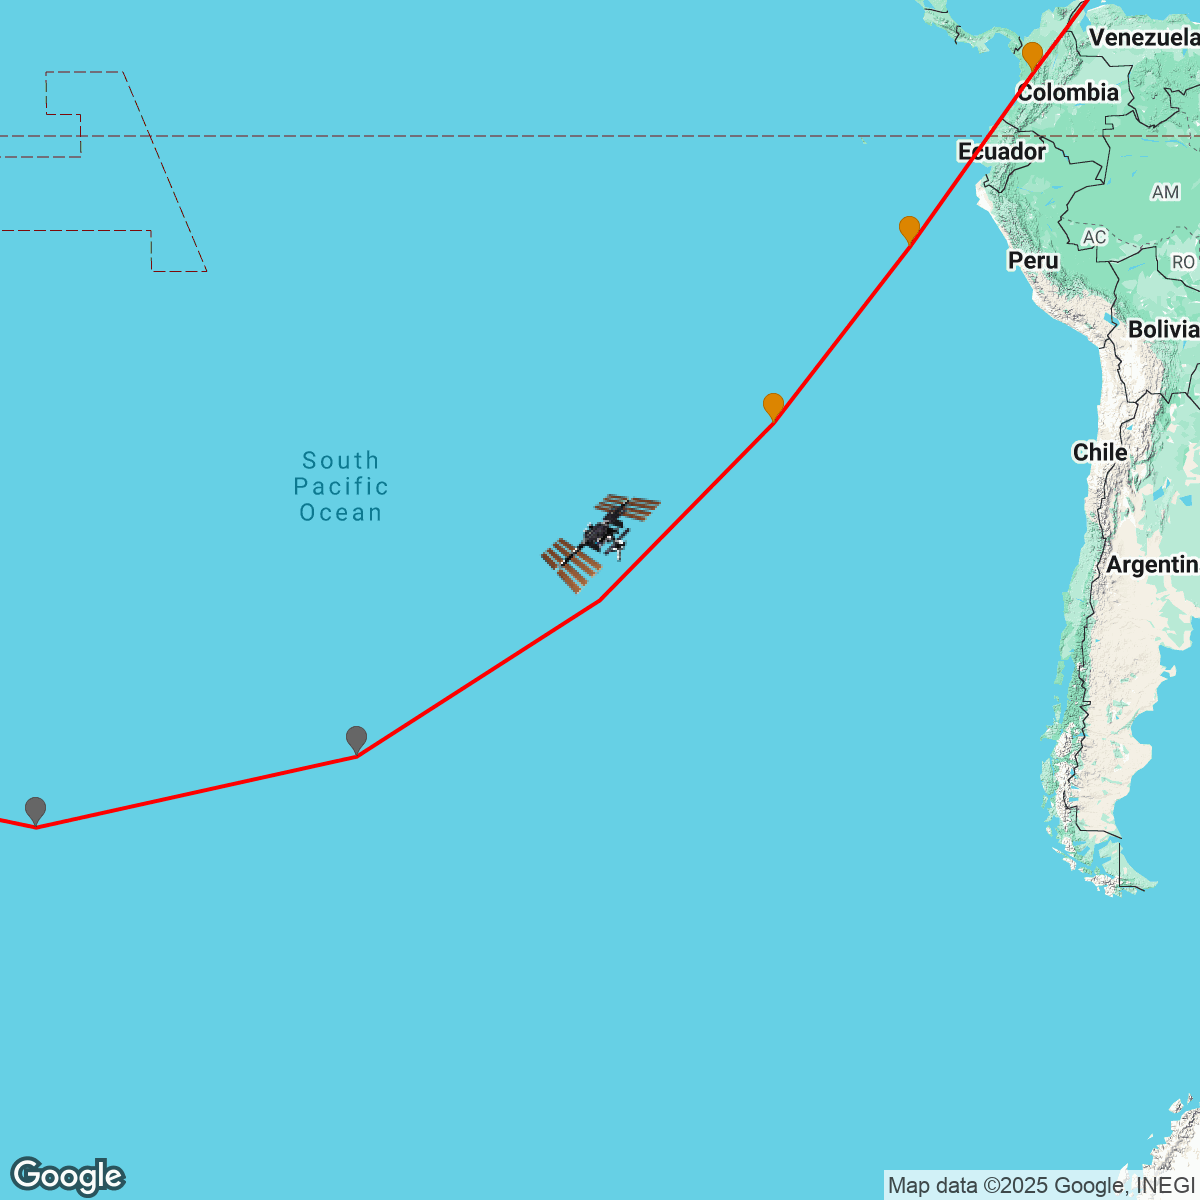 Venezuela
Colombia
Ecuador
AM
AC
Peru
RO
Bolivia
Chile
South
Pacific
Ocean
Argentin
Google
Map data ©2025 Google, INEGI